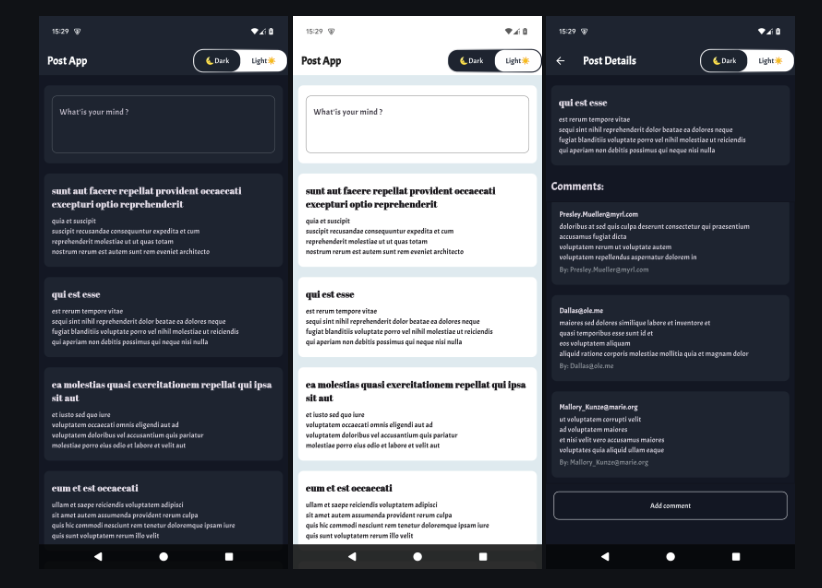 15:29
Post App
Dark
Light
What'is your mind ?
sunt aut facere repellat provident occaecati
excepturi optio reprehenderit
quia et suscipit
suscipit recusandae consequuntur expedita et cum
reprehenderit molestiae ut ut quas totam
nostrum rerum est autem sunt rem eveniet architecto
qui est esse
est rerum tempore vitae
sequi sint nihil reprehenderit dolor beatae ea dolores neque
fugiat blanditiis voluptate porro vel nihil molestiae ut reiciendis
qui aperiam non debitis possimus qui neque nisi nulla
ea molestias quasi exercitationem repellat qui ipsa
sit aut
et iusto sed quo iure
voluptatem occaecati omnis eligendi aut ad
voluptatem doloribus vel accusantium quis pariatur
molestiae porro eius odio et labore et velit aut
eum et est occaecati
ullam et saepe reiciendis voluptatem adipisci
sit amet autem assumenda provident rerum culpa
quis hic commodi nesciunt rem tenetur doloremque ipsam iure
quis sunt voluptatem rerum illo velit
15:29
Post App
Dark
Light
What'is your mind ?
sunt aut facere repellat provident occaecati
excepturi optio reprehenderit
quia et suscipit
suscipit recusandae consequuntur expedita et cum
reprehenderit molestiae ut ut quas totam
nostrum rerum est autem sunt rem eveniet architecto
qui est esse
est rerum tempore vitae
sequi sint nihil reprehenderit dolor beatae ea dolores neque
fugiat blanditiis voluptate porro vel nihil molestiae ut reiciendis
qui aperiam non debitis possimus qui neque nisi nulla
ea molestias quasi exercitationem repellat qui ipsa
sit aut
et iusto sed quo iure
voluptatem occaecati omnis eligendi aut ad
voluptatem doloribus vel accusantium quis pariatur
molestiae porro eius odio et labore et velit aut
eum et est occaecati
ullam et saepe reiciendis voluptatem adipisci
sit amet autem assumenda provident rerum culpa
quis hic commodi nesciunt rem tenetur doloremque ipsam iure
quis sunt voluptatem rerum illo velit
15:29
Post Details
Dark
Light
qui est esse
est rerum tempore vitae
sequi sint nihil reprehenderit dolor beatae ea dolores neque
fugiat blanditiis voluptate porro vel nihil molestiae ut reiciendis
qui aperiam non debitis possimus qui neque nisi nulla
Comments:
Presley.Mueller@myrl.com
doloribus at sed quis culpa deserunt consectetur qui praesentium
accusamus fugiat dicta
voluptatem rerum ut voluptate autem
voluptatem repellendus aspernatur dolorem in
By: Presley.Mueller@myrl.com
Dallas@ole.me
maiores sed dolores similique labore et inventore et
quasi temporibus esse sunt id et
eos voluptatem aliquam
aliquid ratione corporis molestiae mollitia quia et magnam dolor
By: Dallas@ole.me
Mallory_Kunze@marie.org
ut voluptatem corrupti velit
ad voluptatem maiores
et nisi velit vero accusamus maiores
voluptates quia aliquid ullam eaque
By: Mallory_Kunze@marie.org
Add comment